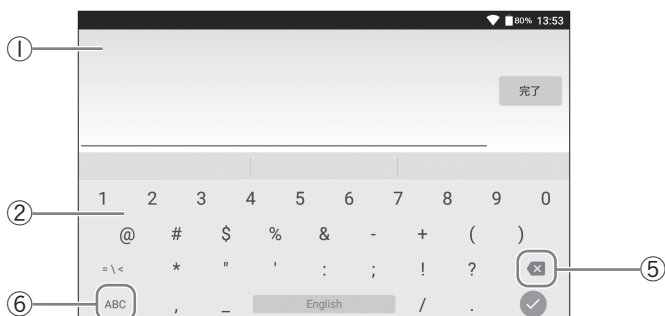 80% 13:53
①
完了
②
1 2 3 4 5 6 7 8 9 0
@ # $ % & - + ( )
= \ < * " ' : ; ! ?
⑤
⑥
ABC , _ English / .